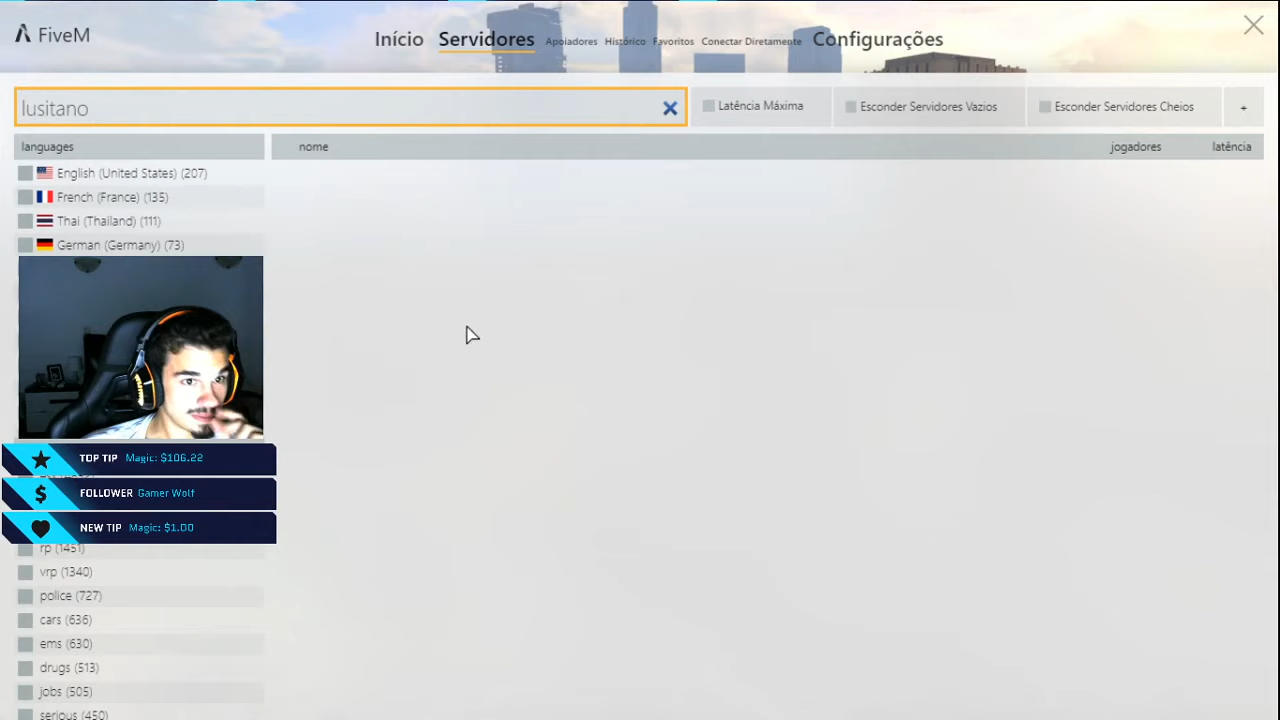 FiveM
Início Servidores Apoiadores Histórico Favoritos Conectar Diretamente Configurações
lusitano
Latência Máxima
Esconder Servidores Vazios
Esconder Servidores Cheios
+
languages
nome
jogadores
latência
English (United States) (207)
French (France) (135)
Thai (Thailand) (111)
German (Germany) (73)
TOP TIP Magic: $106.22
FOLLOWER Gamer Wolf
NEW TIP Magic: $1.00
rp (1451)
vrp (1340)
police (727)
cars (636)
ems (630)
drugs (513)
jobs (505)
serious (450)